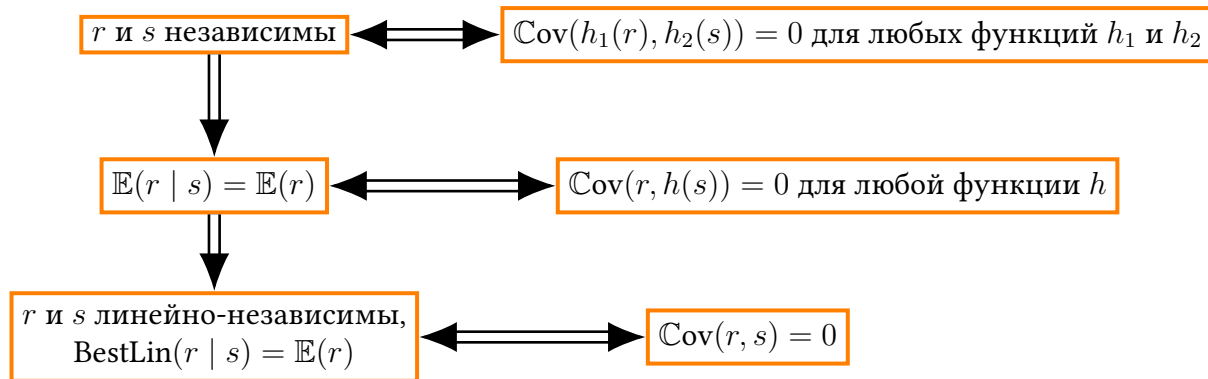 r и s независимы
ℂov(h₁(r), h₂(s)) = 0 для любых функций h₁ и h₂
𝔼(r | s) = 𝔼(r)
ℂov(r, h(s)) = 0 для любой функции h
r и s линейно-независимы,
BestLin(r | s) = 𝔼(r)
ℂov(r, s) = 0